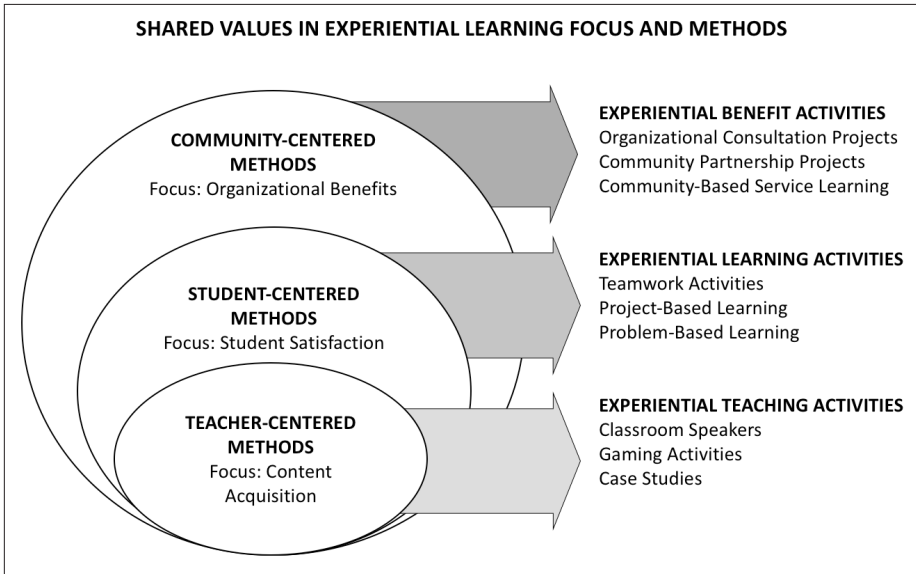 SHARED VALUES IN EXPERIENTIAL LEARNING FOCUS AND METHODS
COMMUNITY-CENTERED
METHODS
Focus: Organizational Benefits
EXPERIENTIAL BENEFIT ACTIVITIES
Organizational Consultation Projects
Community Partnership Projects
Community-Based Service Learning
STUDENT-CENTERED
METHODS
Focus: Student Satisfaction
EXPERIENTIAL LEARNING ACTIVITIES
Teamwork Activities
Project-Based Learning
Problem-Based Learning
TEACHER-CENTERED
METHODS
Focus: Content
Acquisition
EXPERIENTIAL TEACHING ACTIVITIES
Classroom Speakers
Gaming Activities
Case Studies